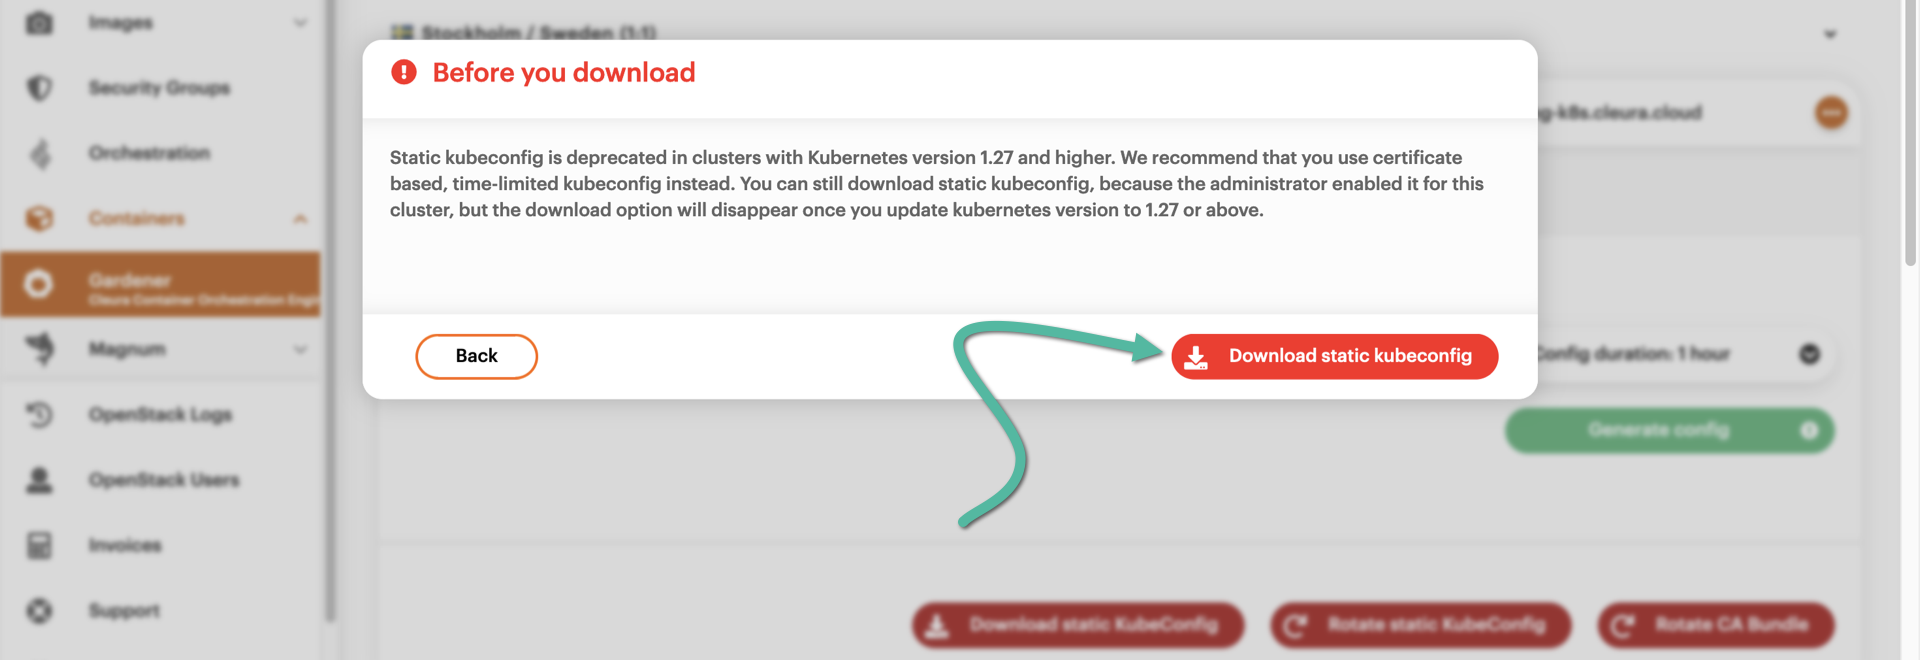 Images
Security Groups
Orchestration
Containers
Gardener
Cleura Container Orchestration Engin
Magnum
OpenStack Logs
OpenStack Users
Invoices
Support
Stockholm / Sweden (1:1)
g-k8s.cleura.cloud
Before you download
Static kubeconfig is deprecated in clusters with Kubernetes version 1.27 and higher. We recommend that you use certificate
based, time-limited kubeconfig instead. You can still download static kubeconfig, because the administrator enabled it for this
cluster, but the download option will disappear once you update kubernetes version to 1.27 or above.
Back
Download static kubeconfig
Config duration: 1 hour
Generate config
Download static KubeConfig
Rotate static KubeConfig
Rotate CA Bundle